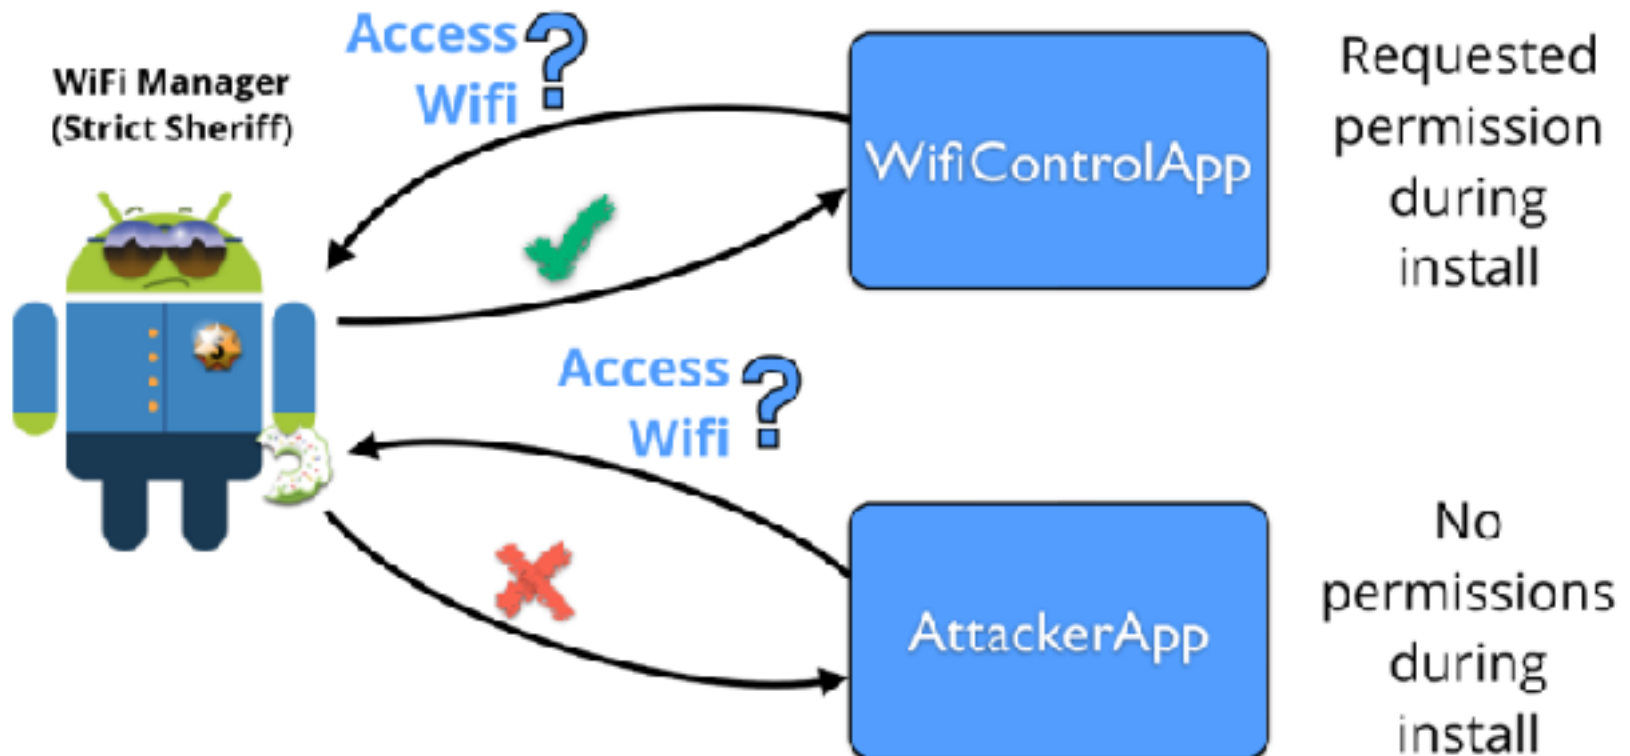 WiFi Manager
(Strict Sheriff)
Access
Wifi
?
WifiControlApp
Requested
permission
during
install
Access
Wifi
?
AttackerApp
No
permissions
during
install